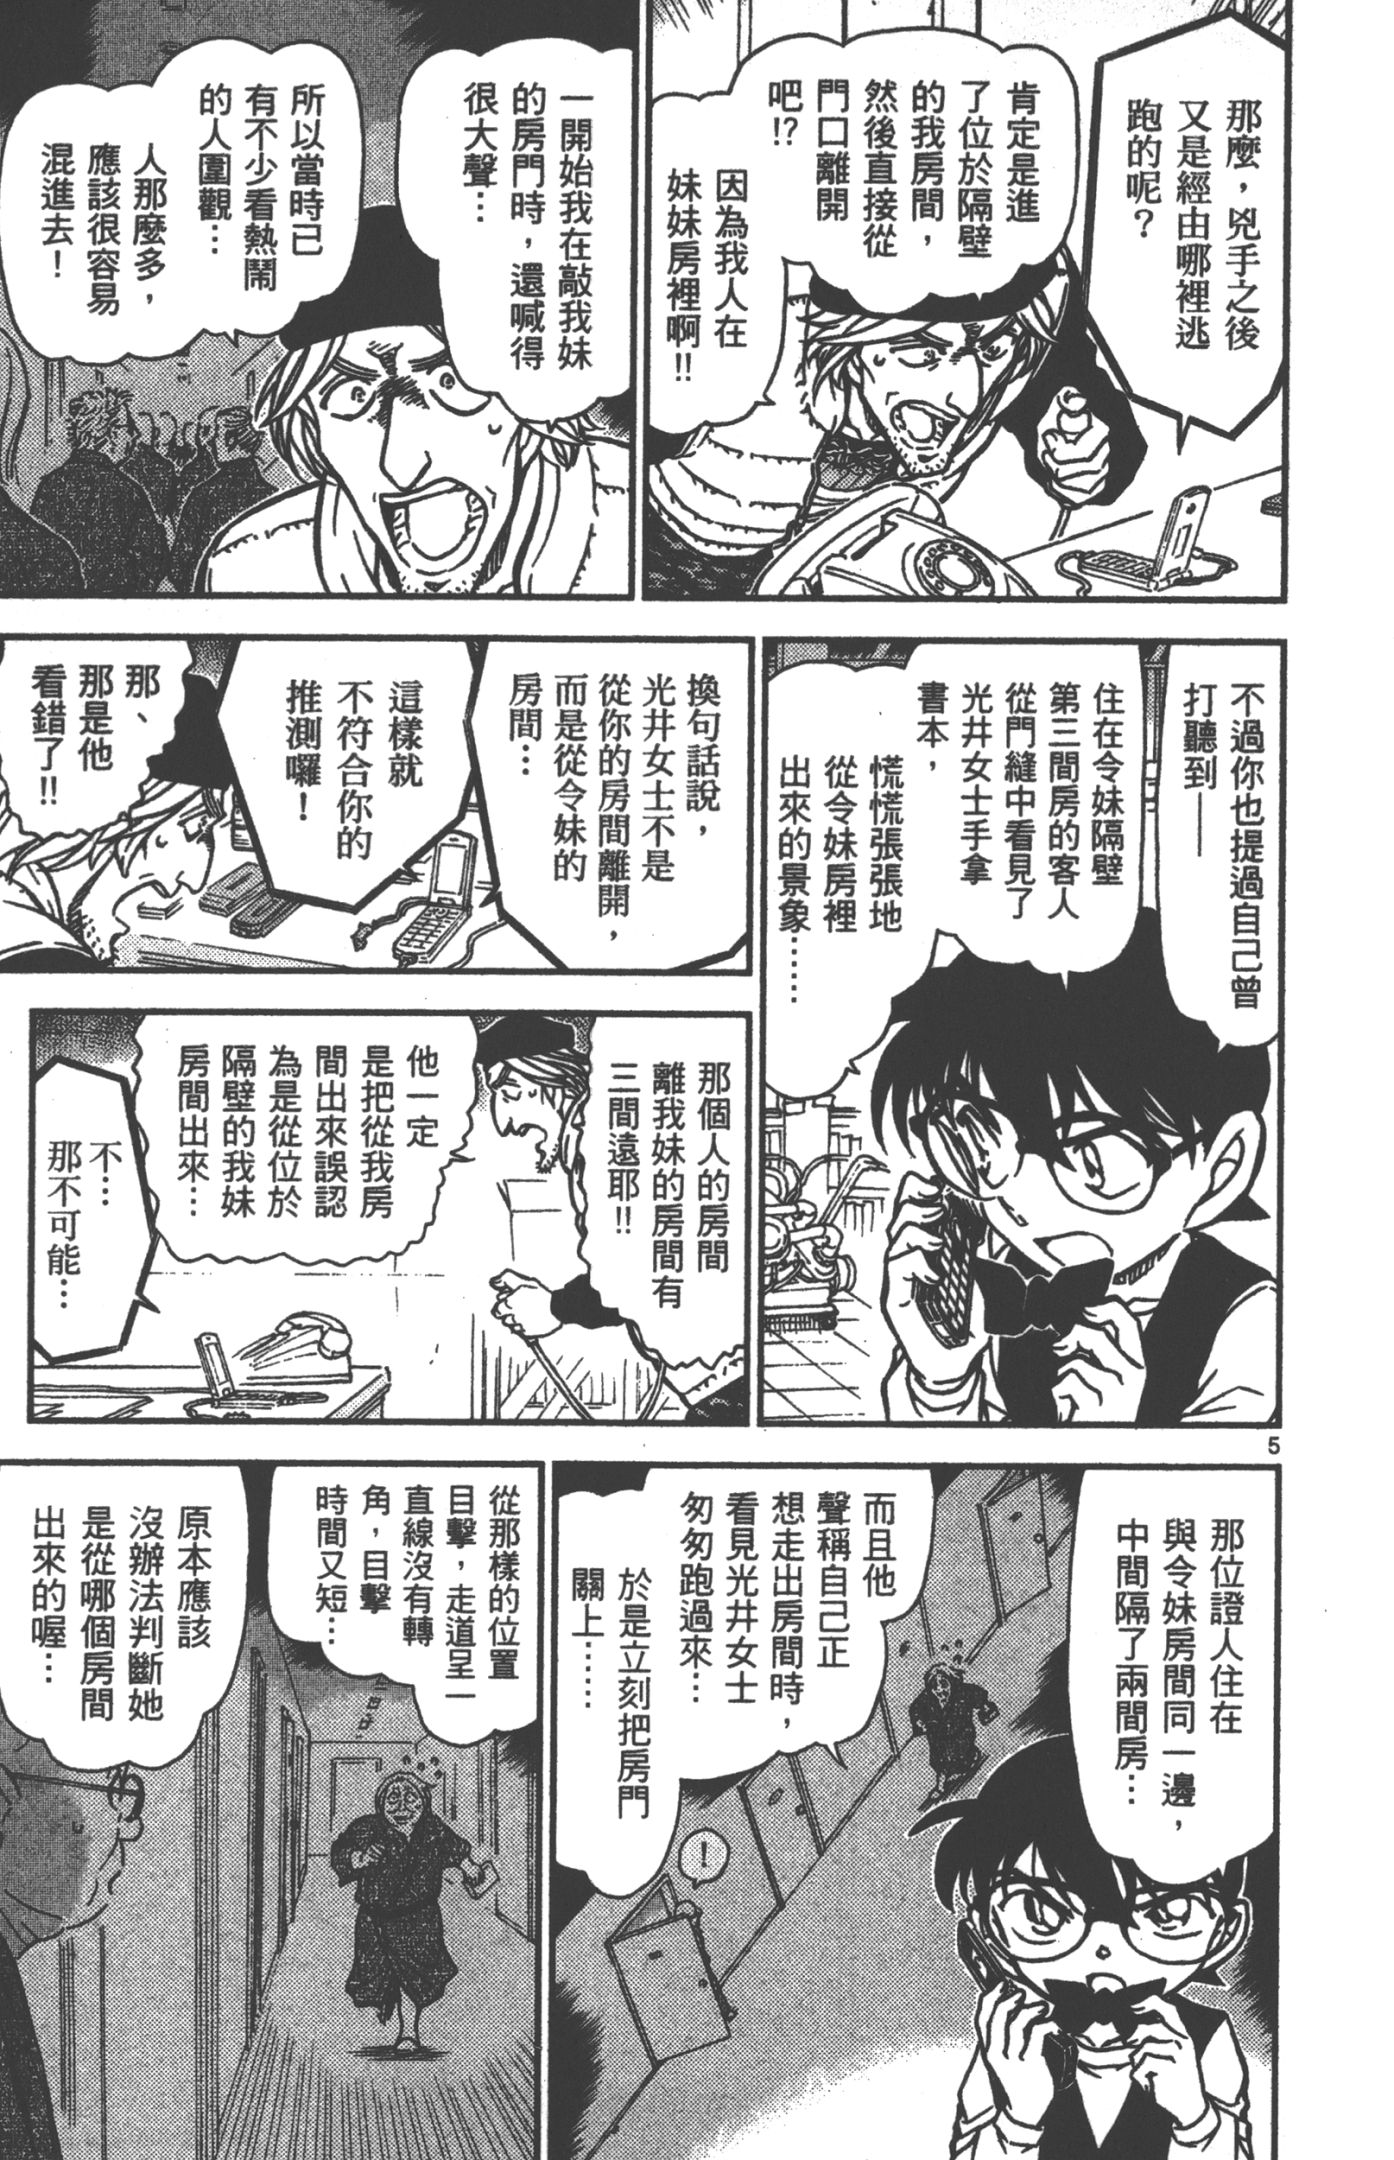 那麼，兇手之後
又是經由哪裡逃
跑的呢？
肯定是進
了位於隔壁
的我房間，
然後直接從
門口離開
吧!?
因為我人在
妹妹房裡啊!!
一開始我在敲我妹
的房門時，還喊得
很大聲…
所以當時已
有不少看熱鬧
的人圍觀…
人那麼多，
應該很容易
混進去！
不過你也提過自己曾
打聽到——
住在令妹隔壁
第三間房的客人
從門縫中看見了
光井女士手拿
書本，
慌慌張張地
從令妹房裡
出來的景象……
換句話說，
光井女士不是
從你的房間離開，
而是從令妹的
房間…
這樣就
不符合你的
推測囉！
那、
那是他
看錯了!!
那個人的房間
離我妹的房間有
三間遠耶!!
他一定
是把從我房
間出來誤認
為是從位於
隔壁的我妹
房間出來…
不…
那不可能…
5
那位證人住在
與令妹房間同一邊，
中間隔了兩間房…
而且他
聲稱自己正
想走出房間時，
看見光井女士
匆匆跑過來…
於是立刻把房門
關上……
！
從那樣的位置
目擊，走道呈一
直線沒有轉
角，目擊
時間又短…
原本應該
沒辦法判斷她
是從哪個房間
出來的喔…